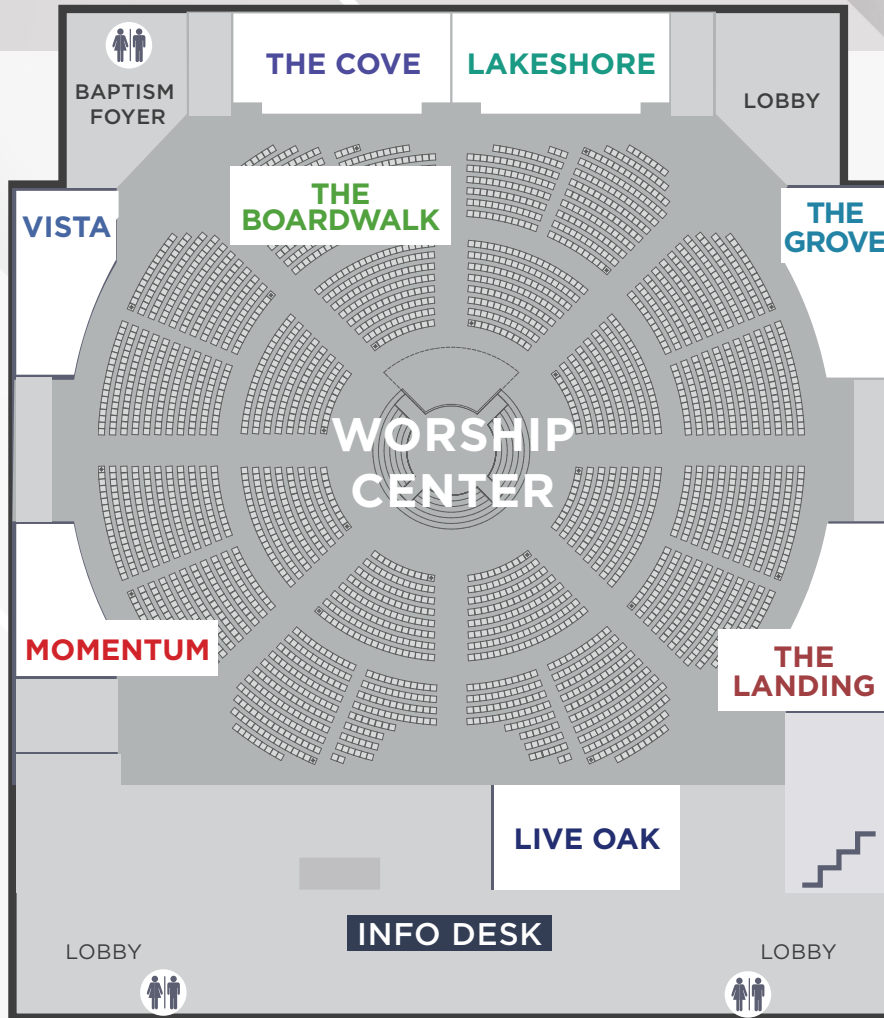 THE COVE
LAKESHORE
BAPTISM
FOYER
LOBBY
THE
BOARDWALK
VISTA
THE
GROVE
WORSHIP
CENTER
MOMENTUM
THE
LANDING
LIVE OAK
INFO DESK
LOBBY
LOBBY